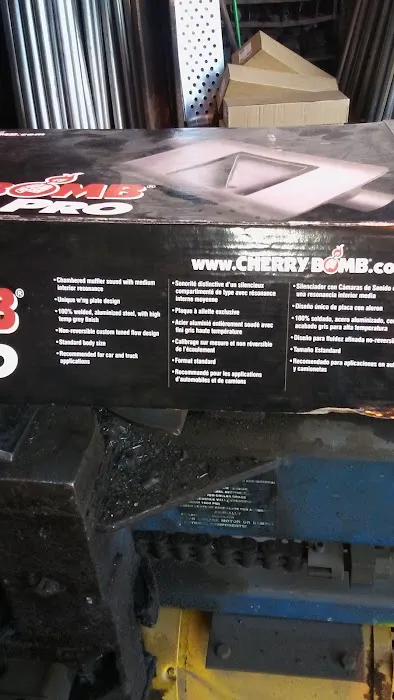 BOMB®
PRO
www.CHERRYBOMB.co
• Chambered muffler sound with medium
interior resonance
• Unique wing plate design
• 100% welded, aluminized steel, with high
temp grey finish
• Non-reversible custom tuned flow design
• Standard body size
• Recommended for car and truck
applications
• Sonorité distinctive d'un silencieux
compartimenté de type avec résonance
interne moyenne
• Plaque à ailette exclusive
• Acier aluminié entièrement soudé avec
fini gris haute température
• Calibrage sur mesure et non réversible
de l'écoulement
• Format standard
• Recommandé pour les applications
d'automobiles et de camions
• Silenciador con Cámaras de Sonido
una resonancia interior media
• Diseño único de placa con aleron
• 100% soldado, acero aluminizado, con
acabado gris para alta temperatura
• Diseño para fluidez afinada no-revers
• Tamaño Estandard
• Recomendado para aplicaciones en au
y camionetas